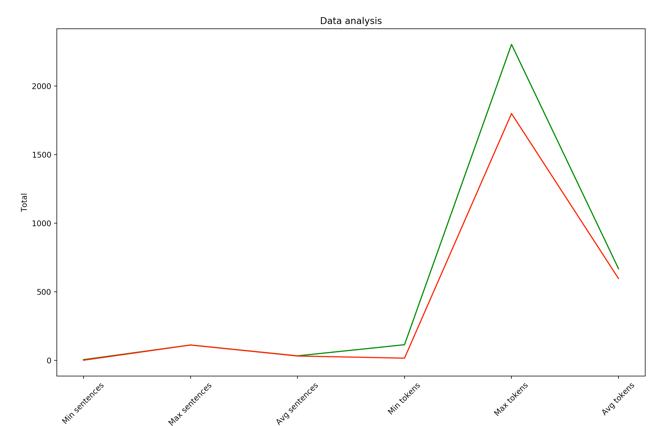 Data analysis
Total
2000
1500
1000
500
0
Min sentences
Max sentences
Avg sentences
Min tokens
Max tokens
Avg tokens